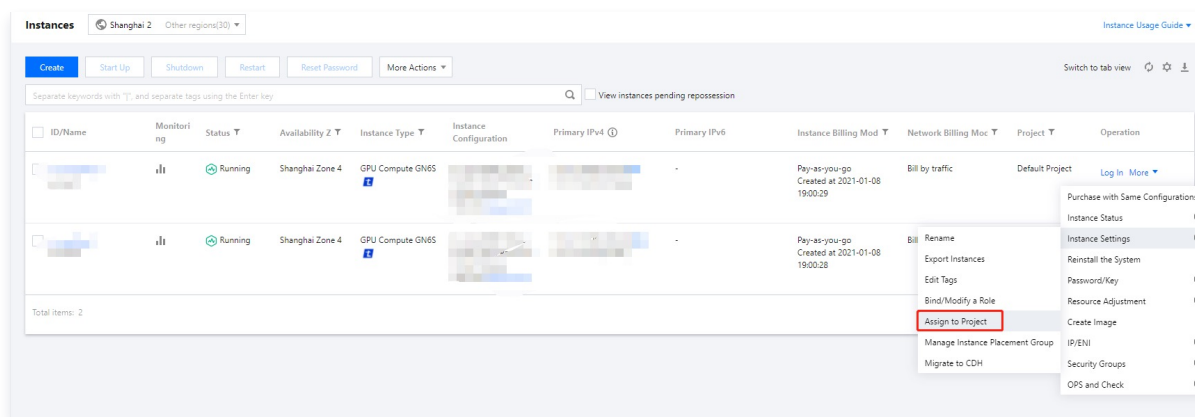 Instances Shanghai 2 Other regions(30) Instance Usage Guide
Create Start Up Shutdown Restart Reset Password More Actions Switch to tab view
Separate keywords with "|", and separate tags using the Enter key View instances pending repossession
ID/Name Monitori
ng Status Availability Z Instance Type Instance
Configuration Primary IPv4 Primary IPv6 Instance Billing Mod Network Billing Moc Project Operation
Running Shanghai Zone 4 GPU Compute GN6S - Pay-as-you-go
Created at 2021-01-08
19:00:29 Bill by traffic Default Project Log In More
Running Shanghai Zone 4 GPU Compute GN6S - Pay-as-you-go
Created at 2021-01-08
19:00:28 Bill
Total items: 2
Purchase with Same Configurations
Instance Status
Instance Settings
Reinstall the System
Password/Key
Resource Adjustment
Create Image
IP/ENI
Security Groups
OPS and Check
Rename
Export Instances
Edit Tags
Bind/Modify a Role
Assign to Project
Manage Instance Placement Group
Migrate to CDH